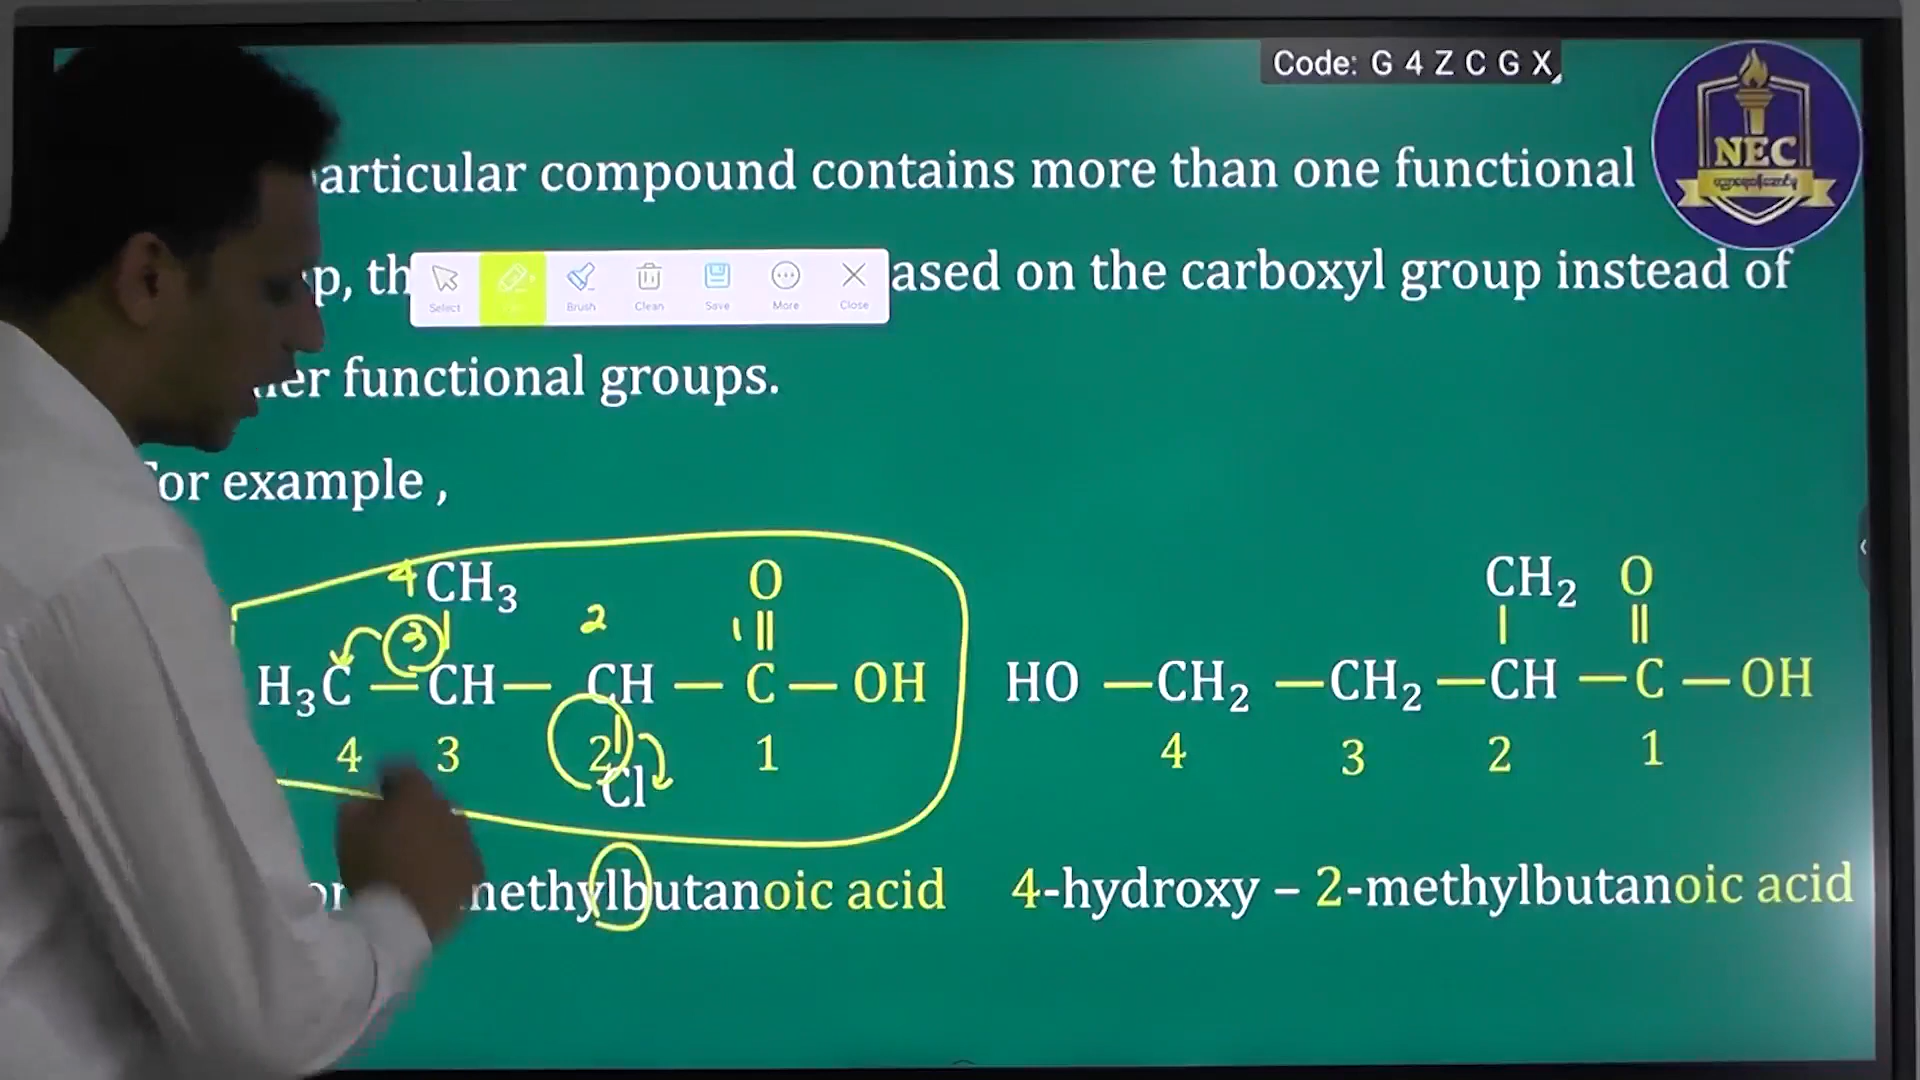 Code: G 4 Z C G X
NEC
articular compound contains more than one functional
p, th
Select Brush Clean Save More Close
ased on the carboxyl group instead of
er functional groups.
or example ,
4 CH3 O CH2 O
3 2 1
H3C — CH — CH — C — OH HO — CH2 — CH2 — CH — C — OH
4 3 2 1 4 3 2 1
Cl
methylbutanoic acid 4-hydroxy – 2-methylbutanoic acid